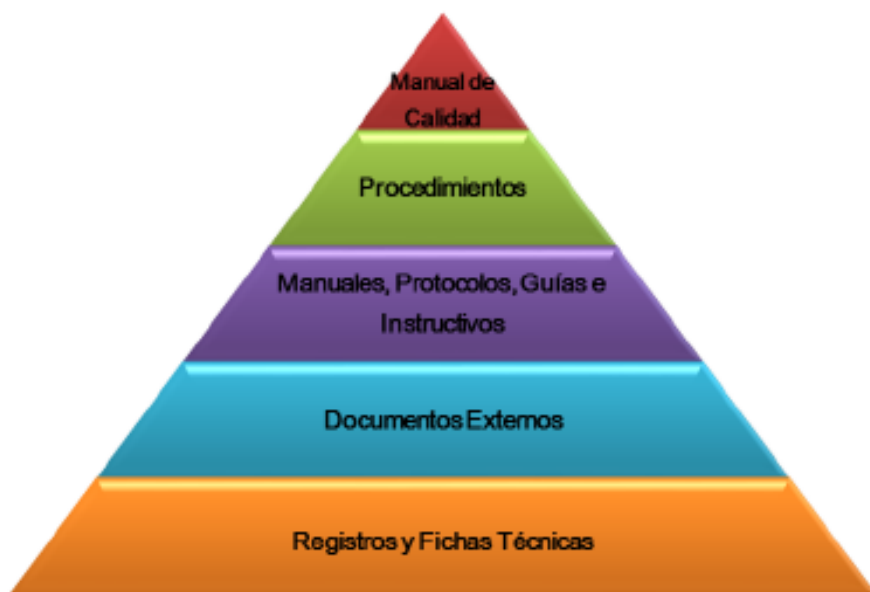 Manual de
Calidad
Procedimientos
Manuales, Protocolos, Guías e
Instructivos
Documentos Externos
Registros y Fichas Técnicas